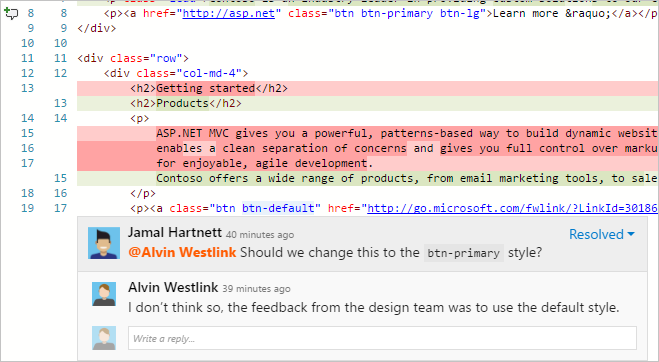 8 8 <p><a href="http://asp.net" class="btn btn-primary btn-lg">Learn more &raquo;</a></p
9 9 </div>
10 10
11 11 <div class="row">
12 12 <div class="col-md-4">
13 <h2>Getting started</h2>
13 <h2>Products</h2>
14 14 <p>
15 ASP.NET MVC gives you a powerful, patterns-based way to build dynamic websit
16 enables a clean separation of concerns and gives you full control over marku
17 for enjoyable, agile development.
15 Contoso offers a wide range of products, from email marketing tools, to sale
18 16 </p>
19 17 <p><a class="btn btn-default" href="http://go.microsoft.com/fwlink/?LinkId=30186
Jamal Hartnett 40 minutes ago Resolved
@Alvin Westlink Should we change this to the btn-primary style?
Alvin Westlink 39 minutes ago
I don't think so, the feedback from the design team was to use the default style.
Write a reply...